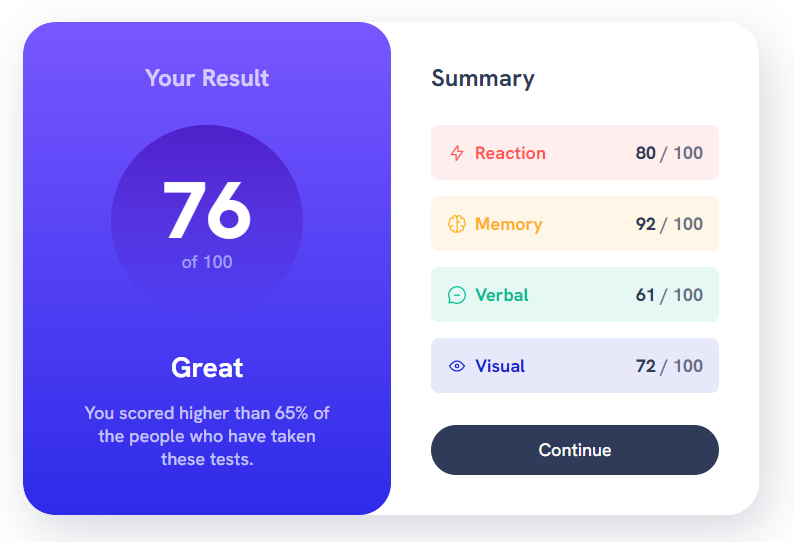 Your Result
76
of 100
Great
You scored higher than 65% of
the people who have taken
these tests.
Summary
Reaction 80 / 100
Memory 92 / 100
Verbal 61 / 100
Visual 72 / 100
Continue